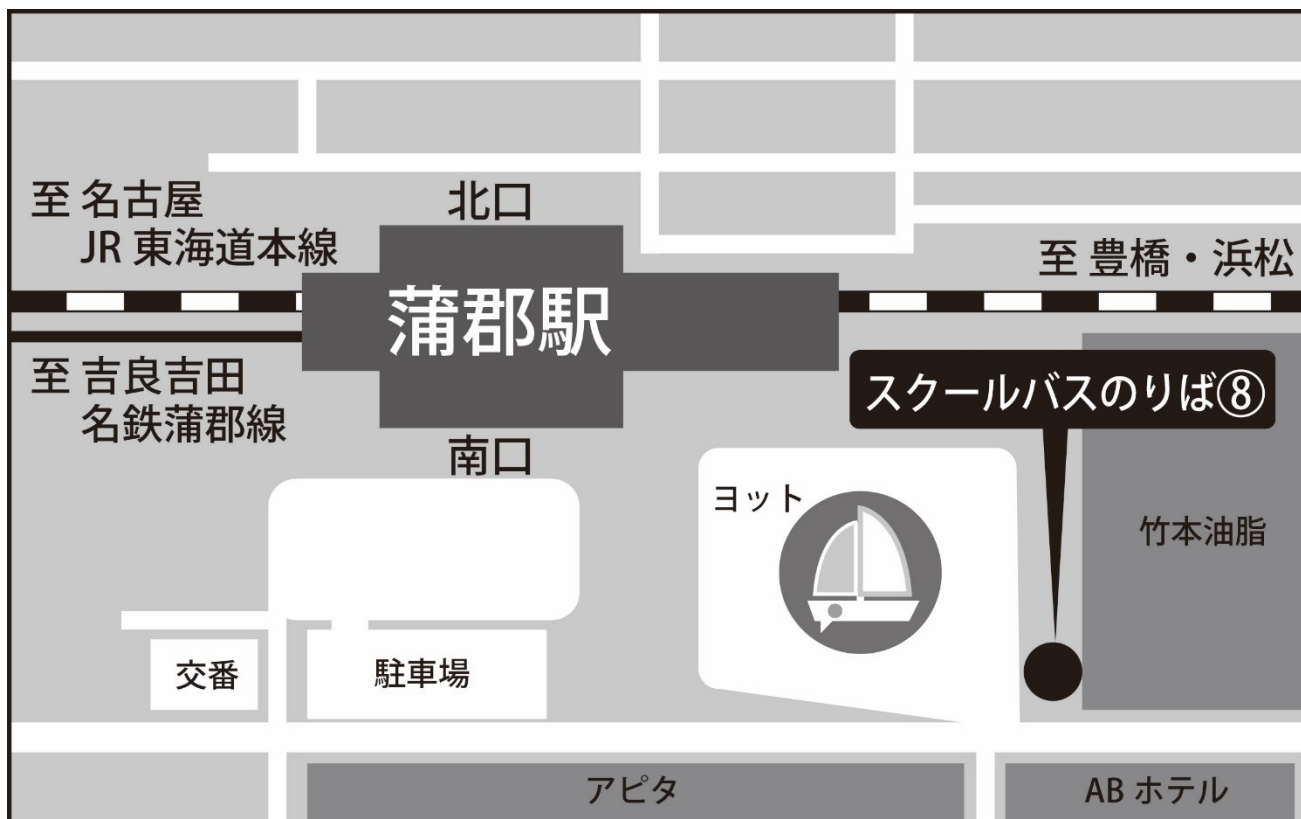 至 名古屋
JR 東海道本線
北口
至 豊橋・浜松
蒲郡駅
至 吉良吉田
名鉄蒲郡線
南口
スクールバスのりば⑧
ヨット
竹本油脂
交番
駐車場
アピタ
AB ホテル